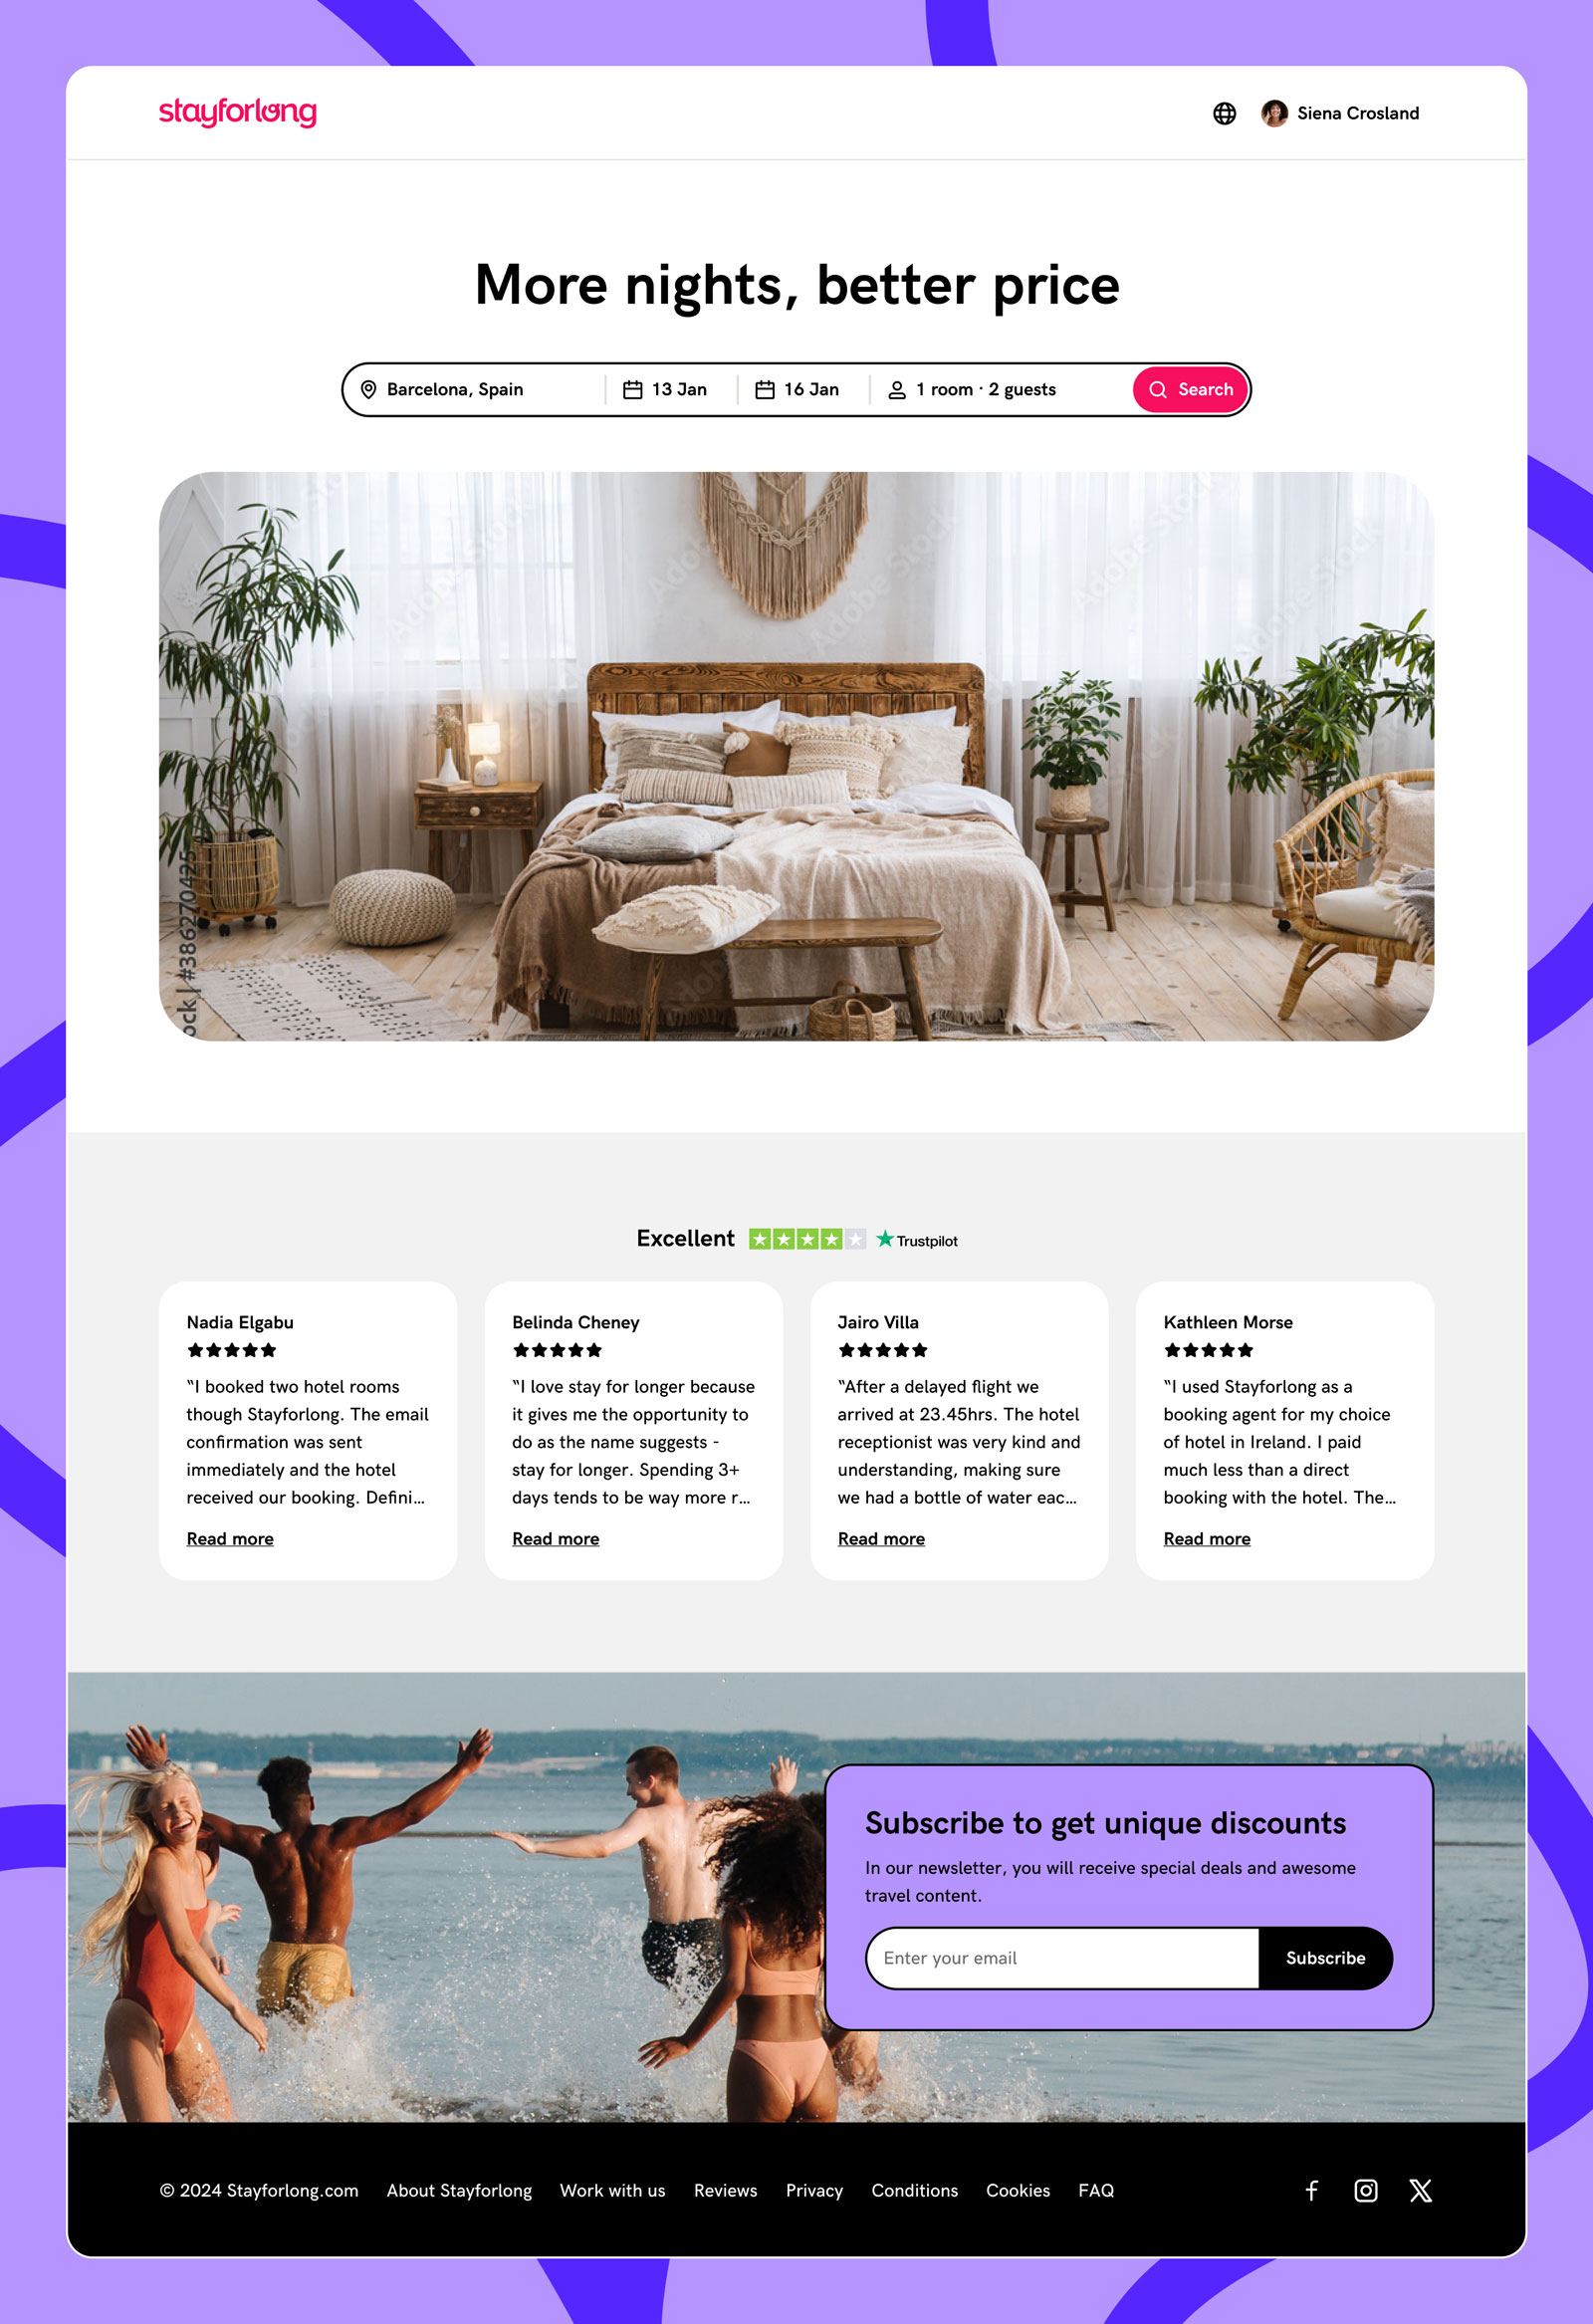 stayforlong
Siena Crosland
More nights, better price
Barcelona, Spain
13 Jan
16 Jan
1 room · 2 guests
Search
Adobe Stock
ock | #386270425
Excellent
Trustpilot
Nadia Elgabu
“I booked two hotel rooms
though Stayforlong. The email
confirmation was sent
immediately and the hotel
received our booking. Defini...
Read more
Belinda Cheney
“I love stay for longer because
it gives me the opportunity to
do as the name suggests -
stay for longer. Spending 3+
days tends to be way more r...
Read more
Jairo Villa
“After a delayed flight we
arrived at 23.45hrs. The hotel
receptionist was very kind and
understanding, making sure
we had a bottle of water eac...
Read more
Kathleen Morse
“I used Stayforlong as a
booking agent for my choice
of hotel in Ireland. I paid
much less than a direct
booking with the hotel. The...
Read more
Subscribe to get unique discounts
In our newsletter, you will receive special deals and awesome
travel content.
Enter your email
Subscribe
© 2024 Stayforlong.com
About Stayforlong
Work with us
Reviews
Privacy
Conditions
Cookies
FAQ